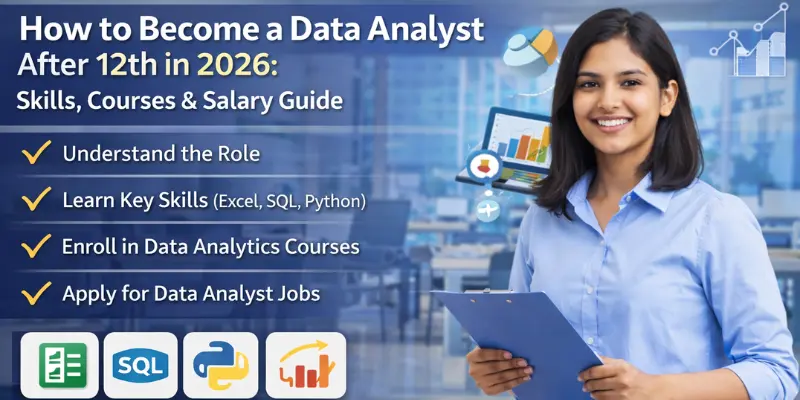 How to Become a Data Analyst
After 12th in 2026:
Skills, Courses & Salary Guide
Understand the Role
Learn Key Skills (Excel, SQL, Python)
Enroll in Data Analytics Courses
Apply for Data Analyst Jobs
SQL